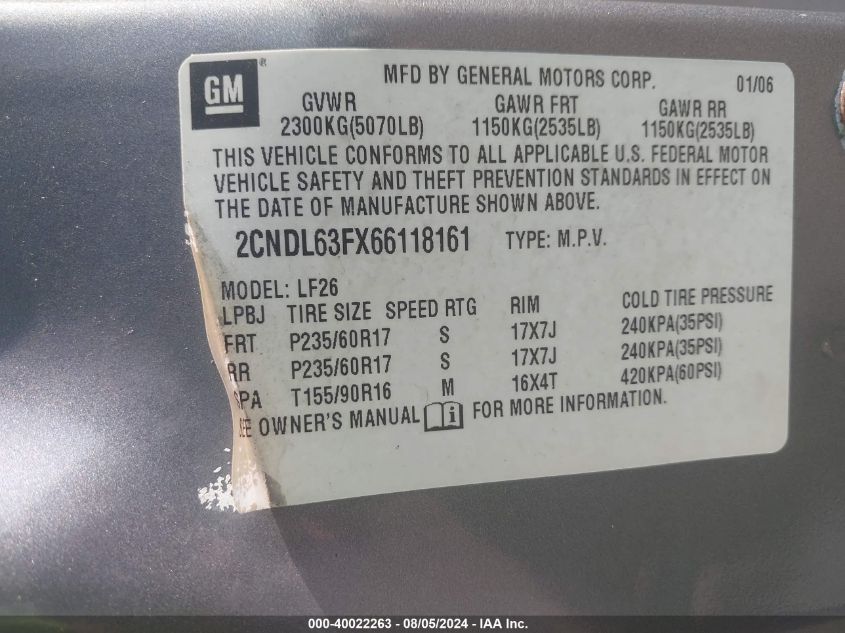 GM ® MFD BY GENERAL MOTORS CORP. 01/06
GVWR GAWR FRT GAWR RR
2300KG(5070LB) 1150KG(2535LB) 1150KG(2535LB)
THIS VEHICLE CONFORMS TO ALL APPLICABLE U.S. FEDERAL MOTOR
VEHICLE SAFETY AND THEFT PREVENTION STANDARDS IN EFFECT ON
THE DATE OF MANUFACTURE SHOWN ABOVE.
2CNDL63FX66118161 TYPE: M.P.V.
MODEL: LF26
LPBJ TIRE SIZE SPEED RTG RIM COLD TIRE PRESSURE
FRT P235/60R17 S 17X7J 240KPA(35PSI)
RR P235/60R17 S 17X7J 240KPA(35PSI)
SPA T155/90R16 M 16X4T 420KPA(60PSI)
SEE OWNER'S MANUAL FOR MORE INFORMATION.
000-40022263 - 08/05/2024 - IAA Inc.